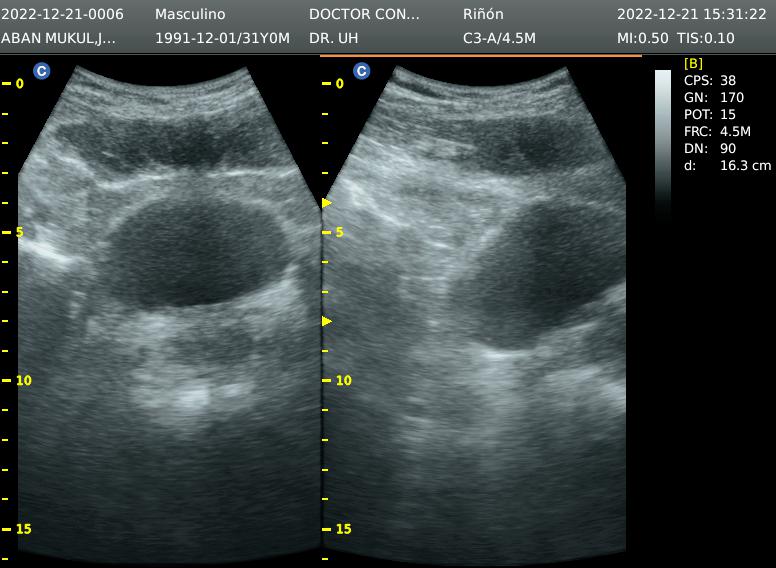 2022-12-21-0006 Masculino DOCTOR CON... Riñón 2022-12-21 15:31:22
ABAN MUKUL,J... 1991-12-01/31Y0M DR. UH C3-A/4.5M MI:0.50 TIS:0.10
C C
[B]
0 0
CPS: 38
GN: 170
POT: 15
FRC: 4.5M
DN: 90
d: 16.3 cm
5 5
10 10
15 15